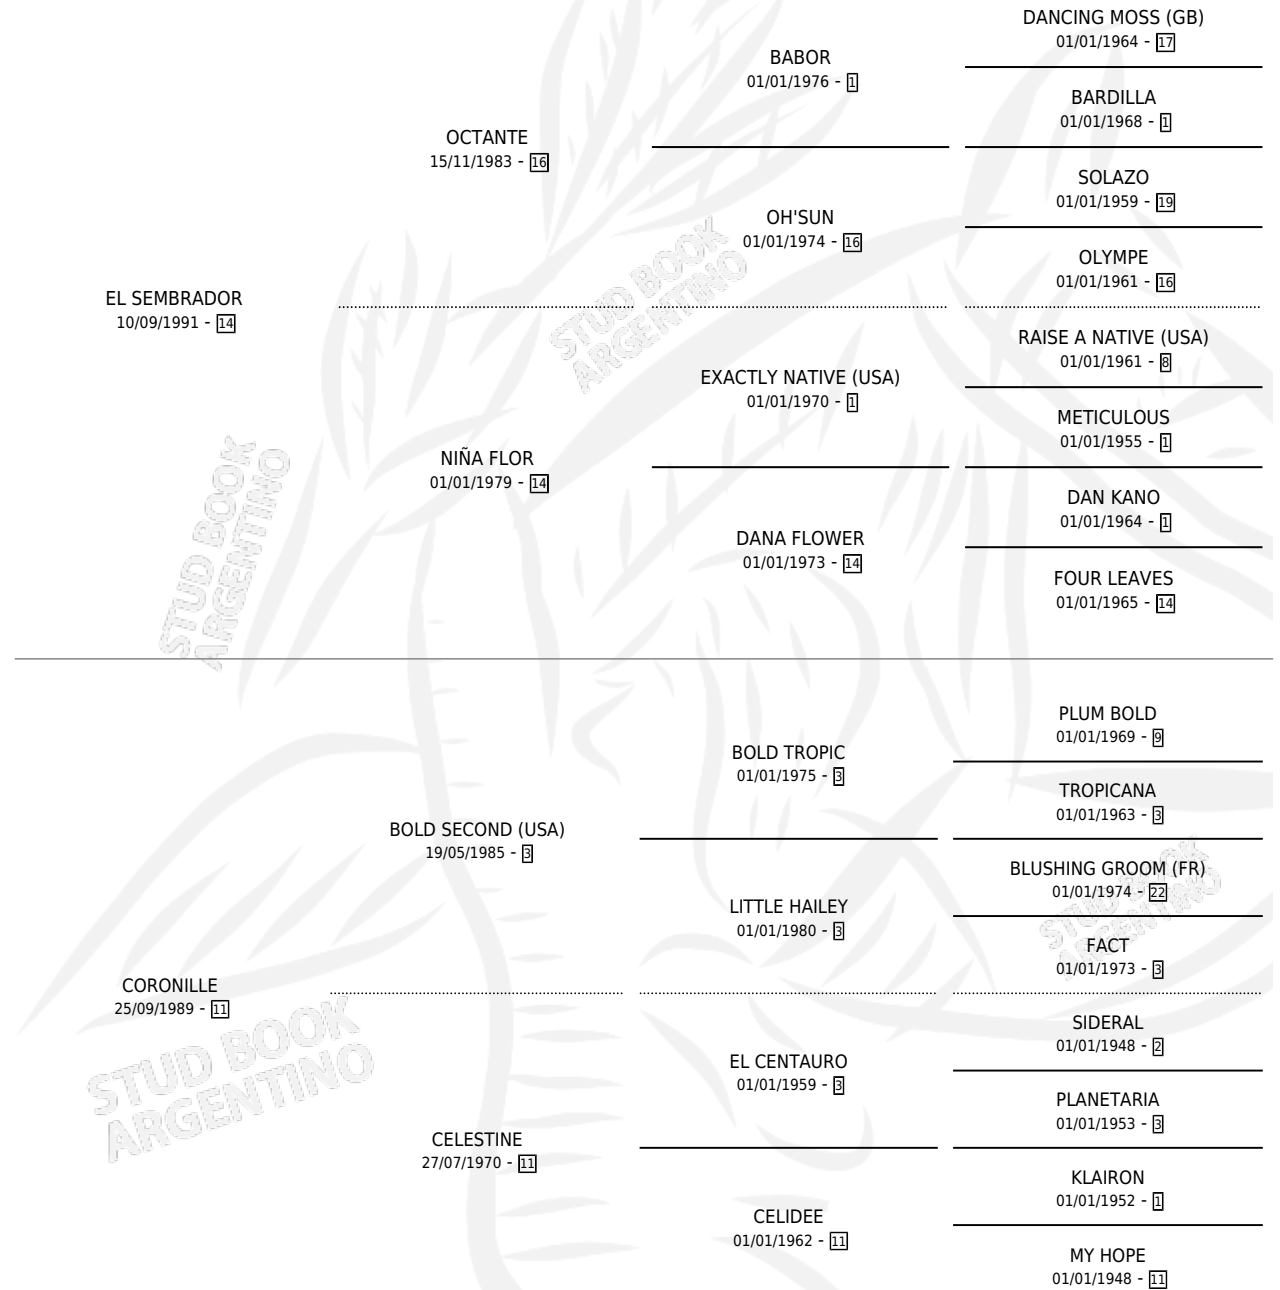 DANCING MOSS (GB)
01/01/1964 - 17
BABOR
01/01/1976 - 1
BARDILLA
01/01/1968 - 1
OCTANTE
15/11/1983 - 16
SOLAZO
01/01/1959 - 19
OH'SUN
01/01/1974 - 16
OLYMPE
01/01/1961 - 16
EL SEMBRADOR
10/09/1991 - 14
RAISE A NATIVE (USA)
01/01/1961 - 8
EXACTLY NATIVE (USA)
01/01/1970 - 1
METICULOUS
01/01/1955 - 1
NIÑA FLOR
01/01/1979 - 14
DAN KANO
01/01/1964 - 1
DANA FLOWER
01/01/1973 - 14
FOUR LEAVES
01/01/1965 - 14
PLUM BOLD
01/01/1969 - 9
BOLD TROPIC
01/01/1975 - 3
TROPICANA
01/01/1963 - 3
BOLD SECOND (USA)
19/05/1985 - 3
BLUSHING GROOM (FR)
01/01/1974 - 22
LITTLE HAILEY
01/01/1980 - 3
FACT
01/01/1973 - 3
CORONILLE
25/09/1989 - 11
SIDERAL
01/01/1948 - 2
EL CENTAURO
01/01/1959 - 3
PLANETARIA
01/01/1953 - 3
CELESTINE
27/07/1970 - 11
KLAIRON
01/01/1952 - 1
CELIDEE
01/01/1962 - 11
MY HOPE
01/01/1948 - 11
STUD BOOK
ARGENTINO
STUD BOOK
ARGENTINO
STUD BOOK
ARGENTINO
STUD BOOK
ARGENTINO